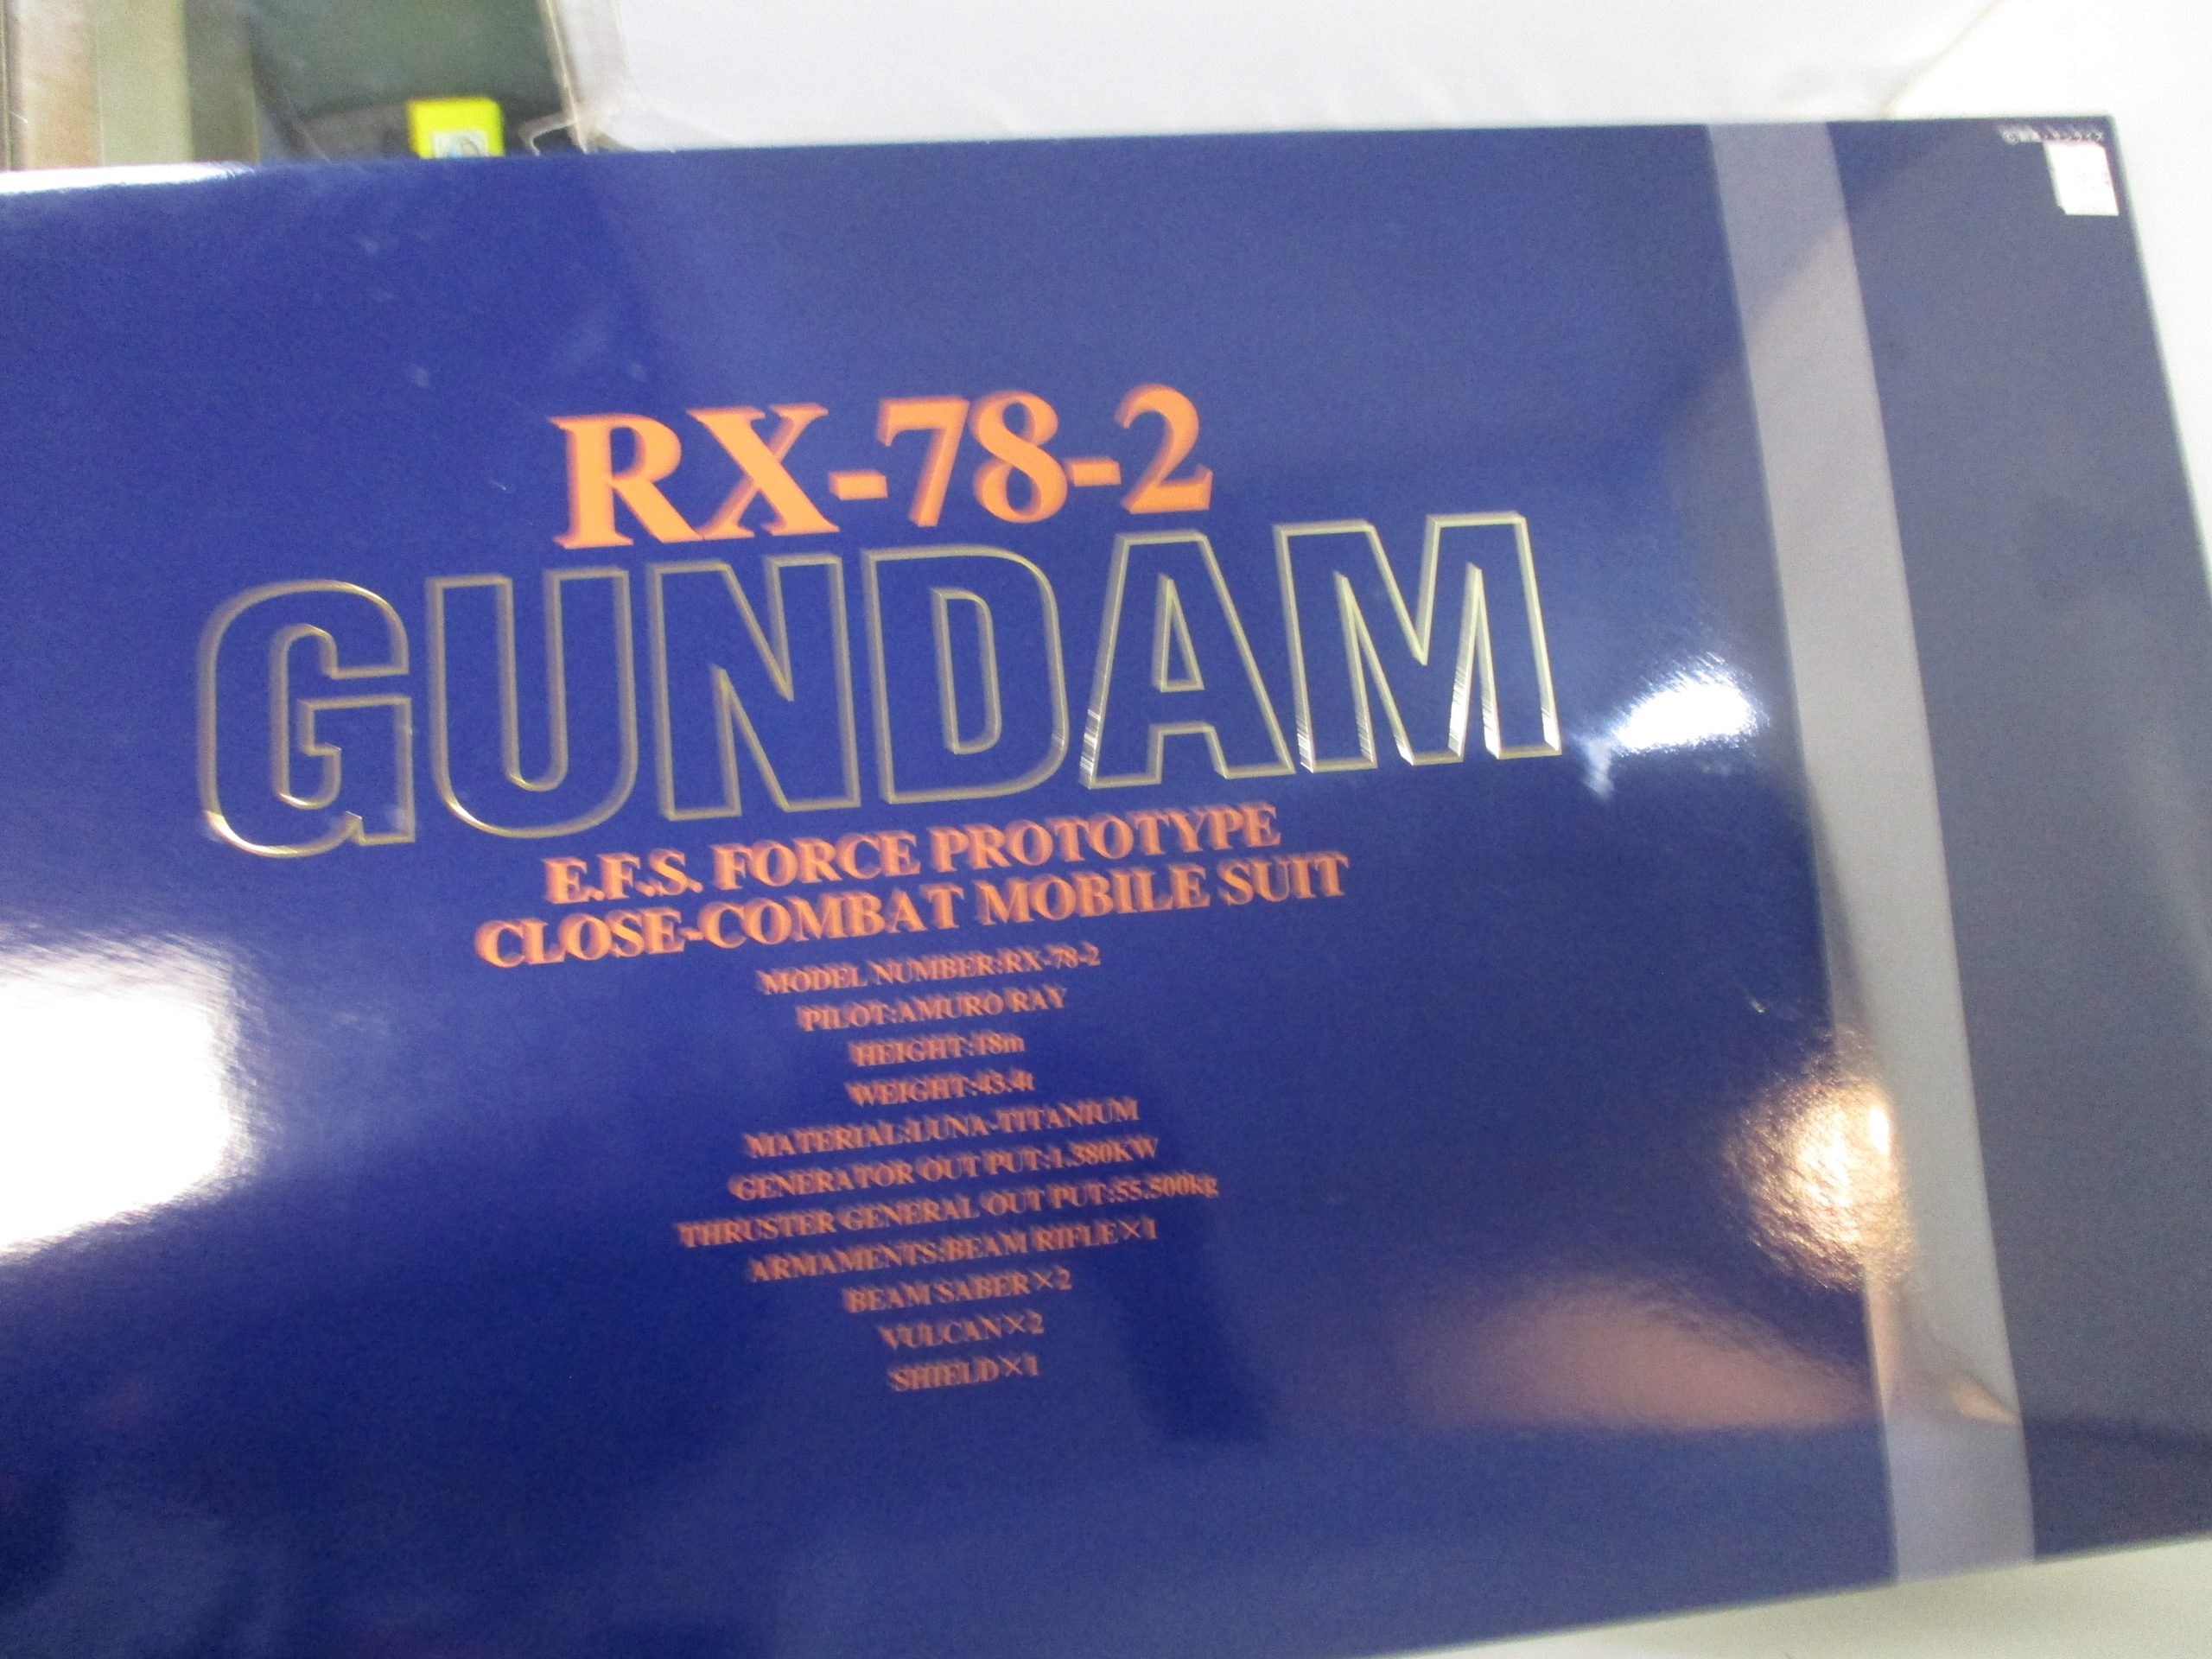 RX-78-2
GUNDAM
E.F.S. FORCE PROTOTYPE
CLOSE-COMBAT MOBILE SUIT
MODEL NUMBER:RX-78-2
PILOT:AMURO RAY
HEIGHT:18m
WEIGHT:43.4t
MATERIAL:LUNA-TITANIUM
GENERATOR OUT PUT:1.380KW
THRUSTER GENERAL OUT PUT:55.500kg
ARMAMENTS:BEAM RIFLE×1
BEAM SABER×2
VULCAN×2
SHIELD×1